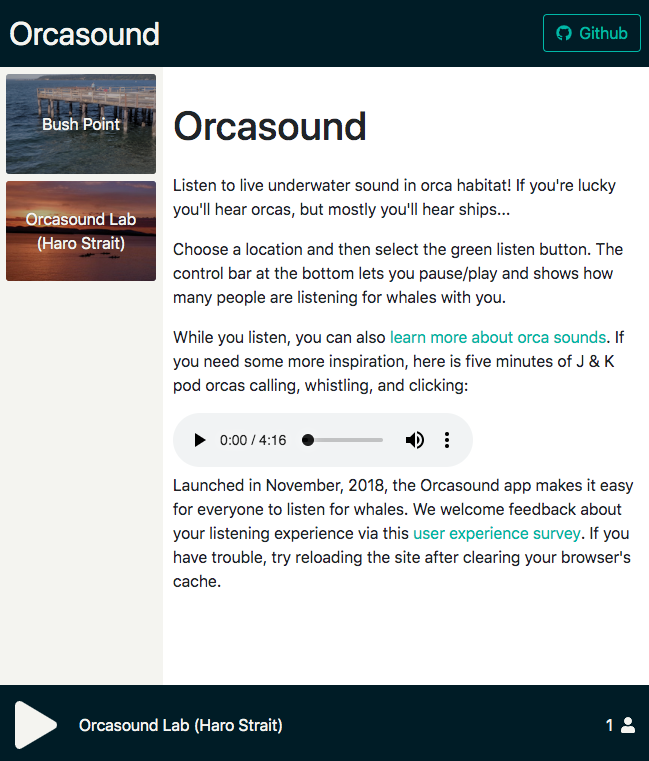 Orcasound
Github
Bush Point
Orcasound Lab
(Haro Strait)
Orcasound
Listen to live underwater sound in orca habitat! If you're lucky
you'll hear orcas, but mostly you'll hear ships...
Choose a location and then select the green listen button. The
control bar at the bottom lets you pause/play and shows how
many people are listening for whales with you.
While you listen, you can also learn more about orca sounds. If
you need some more inspiration, here is five minutes of J & K
pod orcas calling, whistling, and clicking:
0:00 / 4:16
Launched in November, 2018, the Orcasound app makes it easy
for everyone to listen for whales. We welcome feedback about
your listening experience via this user experience survey. If you
have trouble, try reloading the site after clearing your browser's
cache.
Orcasound Lab (Haro Strait)
1